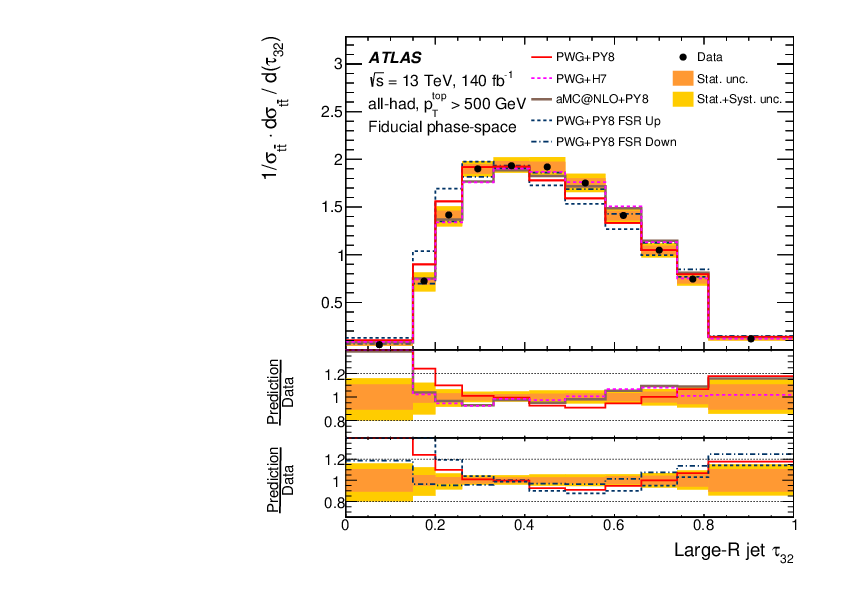 1/σtt̄ · dσtt̄ / d(τ32)
ATLAS
√s = 13 TeV, 140 fb-1
all-had, pTtop > 500 GeV
Fiducial phase-space
PWG+PY8
PWG+H7
aMC@NLO+PY8
PWG+PY8 FSR Up
PWG+PY8 FSR Down
Data
Stat. unc.
Stat.+Syst. unc.
3
2.5
2
1.5
1
0.5
Prediction
Data
1.2
1
0.8
Prediction
Data
1.2
1
0.8
0 0.2 0.4 0.6 0.8 1
Large-R jet τ32